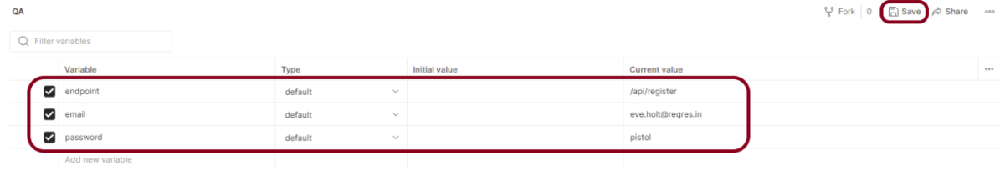 QA Fork 0 Save Share
Filter variables
Variable Type Initial value Current value
endpoint default /api/register
email default eve.holt@reqres.in
password default pistol
Add new variable